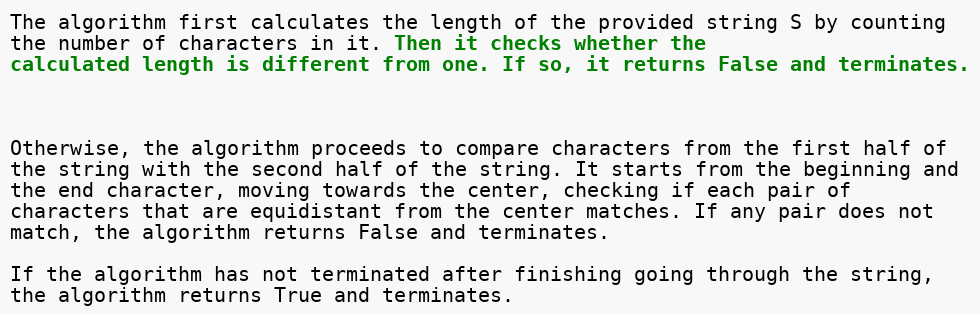 The algorithm first calculates the length of the provided string S by counting
the number of characters in it. Then it checks whether the
calculated length is different from one. If so, it returns False and terminates.
Otherwise, the algorithm proceeds to compare characters from the first half of
the string with the second half of the string. It starts from the beginning and
the end character, moving towards the center, checking if each pair of
characters that are equidistant from the center matches. If any pair does not
match, the algorithm returns False and terminates.
If the algorithm has not terminated after finishing going through the string,
the algorithm returns True and terminates.